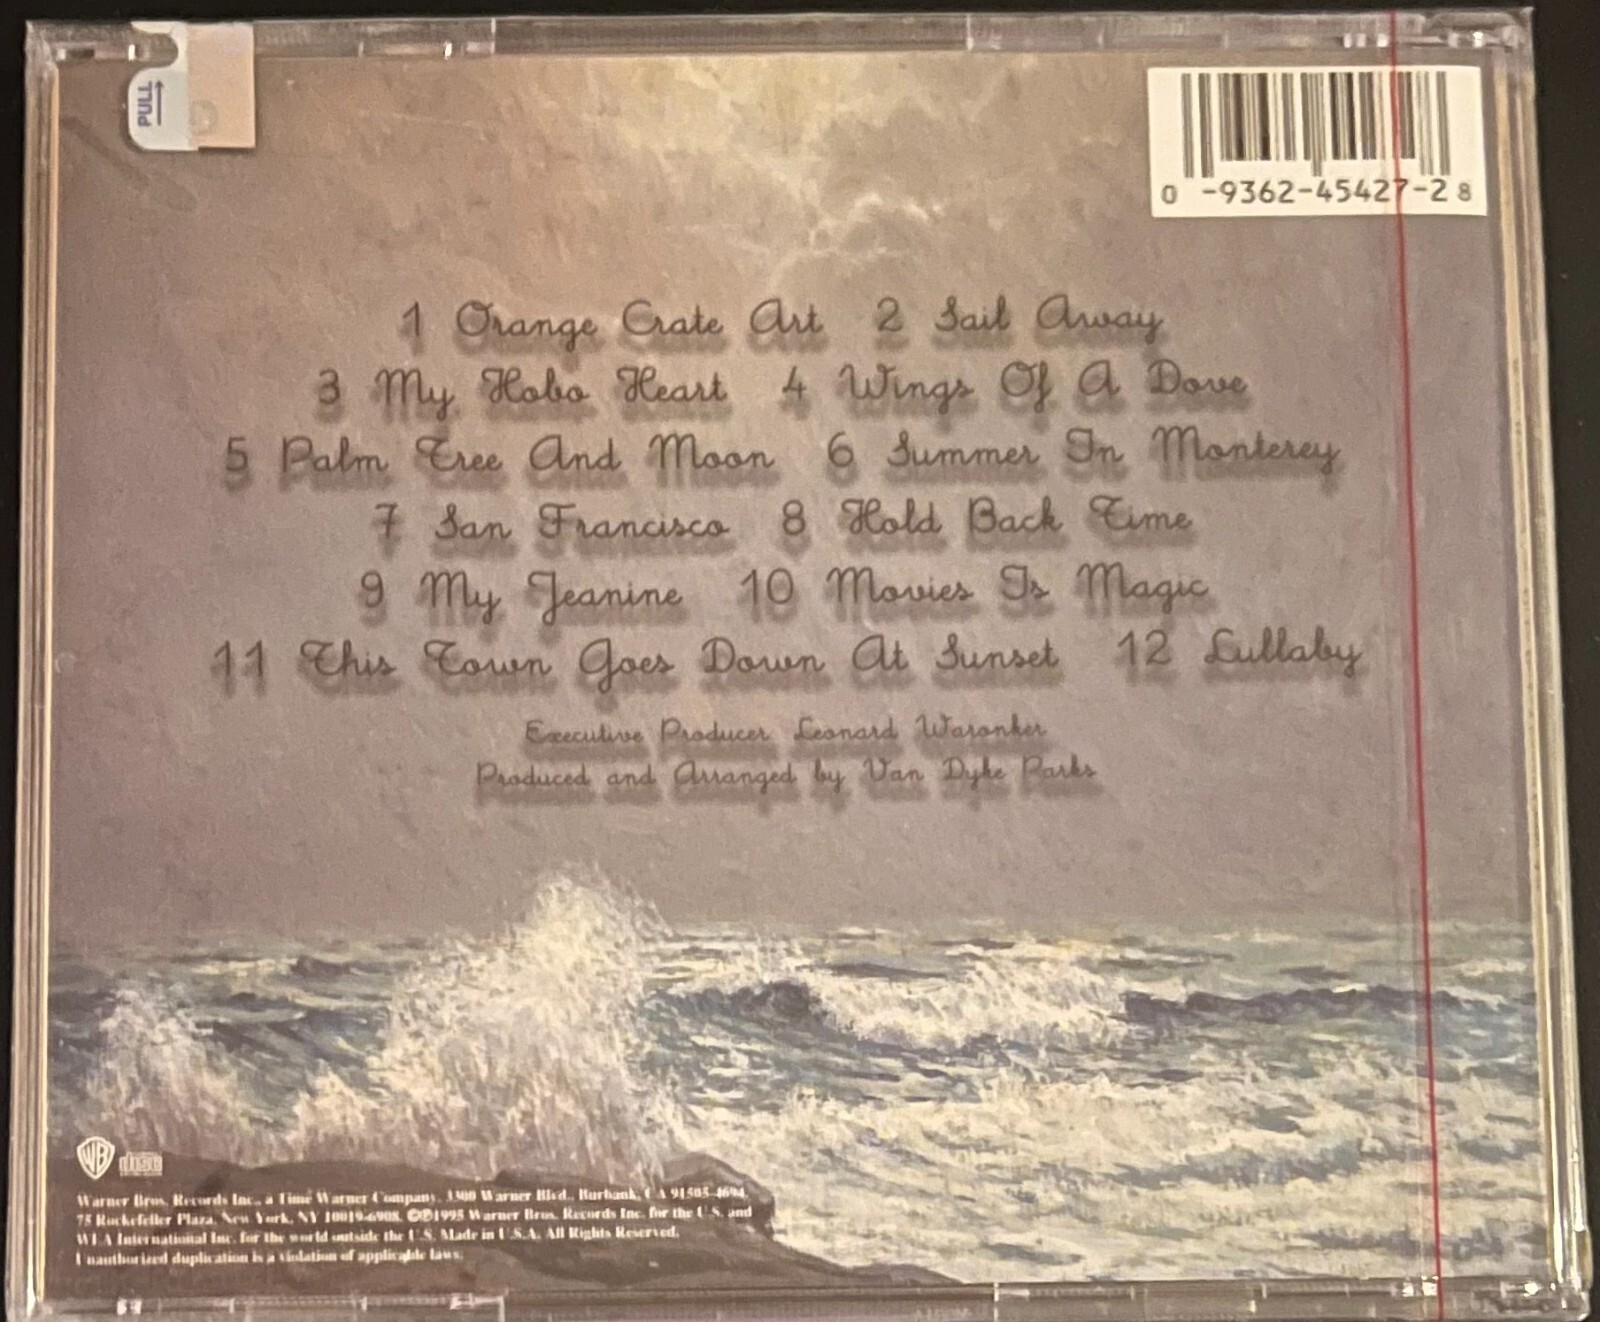 PULL
0 -9362-45427-2 8
1 Orange Crate Art 2 Sail Away
3 My Hobo Heart 4 Wings Of A Dove
5 Palm Tree And Moon 6 Summer In Monterey
7 San Francisco 8 Hold Back Time
9 My Jeanine 10 Movies Is Magic
11 This Town Goes Down At Sunset 12 Lullaby
Executive Producer Leonard Waronker
Produced and Arranged by Van Dyke Parks
WB disc
Warner Bros. Records Inc., a Time Warner Company, 3300 Warner Blvd., Burbank, CA 91505-4694.
75 Rockefeller Plaza, New York, NY 10019-6908. ©℗1995 Warner Bros. Records Inc. for the U.S. and
WEA International Inc. for the world outside the U.S. Made in U.S.A. All Rights Reserved.
Unauthorized duplication is a violation of applicable laws.